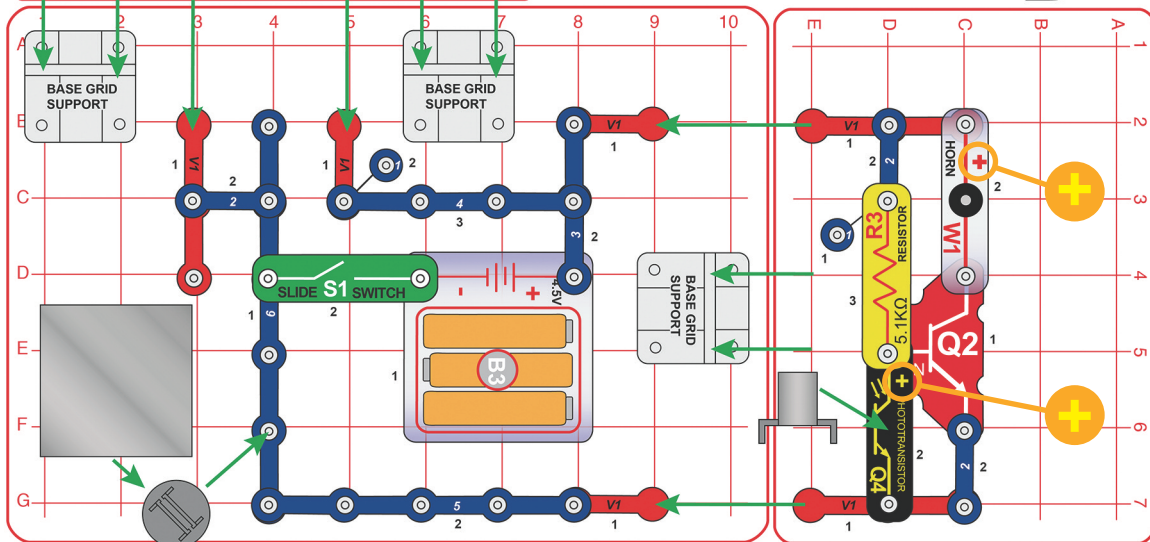 1 2 3 4 5 6 7 8 9 10
A
BASE GRID
SUPPORT
BASE GRID
SUPPORT
B
V1
1
V1
1
1
2
V1
1
C
2
2
4
3
3
2
D
SLIDE S1 SWITCH
2
- +
4.5V
1
6
BASE GRID
SUPPORT
E
1
B3
F
G
5
2
V1
1
E D C B A
1
2
V1
1
2
2
HORN
+
2
W1
+
3
1
1
R3
RESISTOR
5.1KΩ
3
4
Q2
1
5
+
PHOTOTRANSISTOR
Q4
2
+
6
2
2
7
V1
1